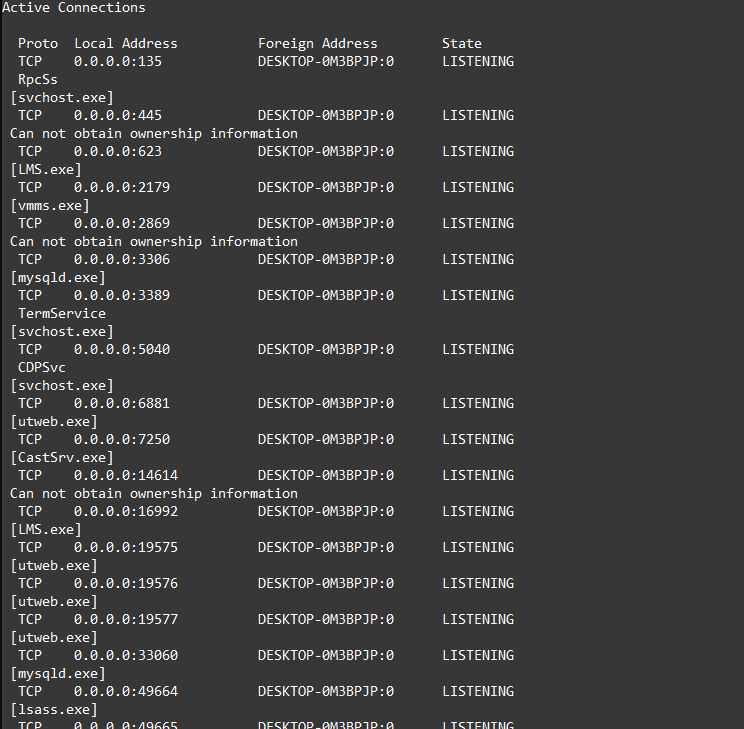 Active Connections
Proto Local Address Foreign Address State
TCP 0.0.0.0:135 DESKTOP-0M3BPJP:0 LISTENING
RpcSs
[svchost.exe]
TCP 0.0.0.0:445 DESKTOP-0M3BPJP:0 LISTENING
Can not obtain ownership information
TCP 0.0.0.0:623 DESKTOP-0M3BPJP:0 LISTENING
[LMS.exe]
TCP 0.0.0.0:2179 DESKTOP-0M3BPJP:0 LISTENING
[vmms.exe]
TCP 0.0.0.0:2869 DESKTOP-0M3BPJP:0 LISTENING
Can not obtain ownership information
TCP 0.0.0.0:3306 DESKTOP-0M3BPJP:0 LISTENING
[mysqld.exe]
TCP 0.0.0.0:3389 DESKTOP-0M3BPJP:0 LISTENING
TermService
[svchost.exe]
TCP 0.0.0.0:5040 DESKTOP-0M3BPJP:0 LISTENING
CDPSvc
[svchost.exe]
TCP 0.0.0.0:6881 DESKTOP-0M3BPJP:0 LISTENING
[utweb.exe]
TCP 0.0.0.0:7250 DESKTOP-0M3BPJP:0 LISTENING
[CastSrv.exe]
TCP 0.0.0.0:14614 DESKTOP-0M3BPJP:0 LISTENING
Can not obtain ownership information
TCP 0.0.0.0:16992 DESKTOP-0M3BPJP:0 LISTENING
[LMS.exe]
TCP 0.0.0.0:19575 DESKTOP-0M3BPJP:0 LISTENING
[utweb.exe]
TCP 0.0.0.0:19576 DESKTOP-0M3BPJP:0 LISTENING
[utweb.exe]
TCP 0.0.0.0:19577 DESKTOP-0M3BPJP:0 LISTENING
[utweb.exe]
TCP 0.0.0.0:33060 DESKTOP-0M3BPJP:0 LISTENING
[mysqld.exe]
TCP 0.0.0.0:49664 DESKTOP-0M3BPJP:0 LISTENING
[lsass.exe]
TCP 0.0.0.0:49665 DESKTOP-0M3BPJP:0 LISTENING